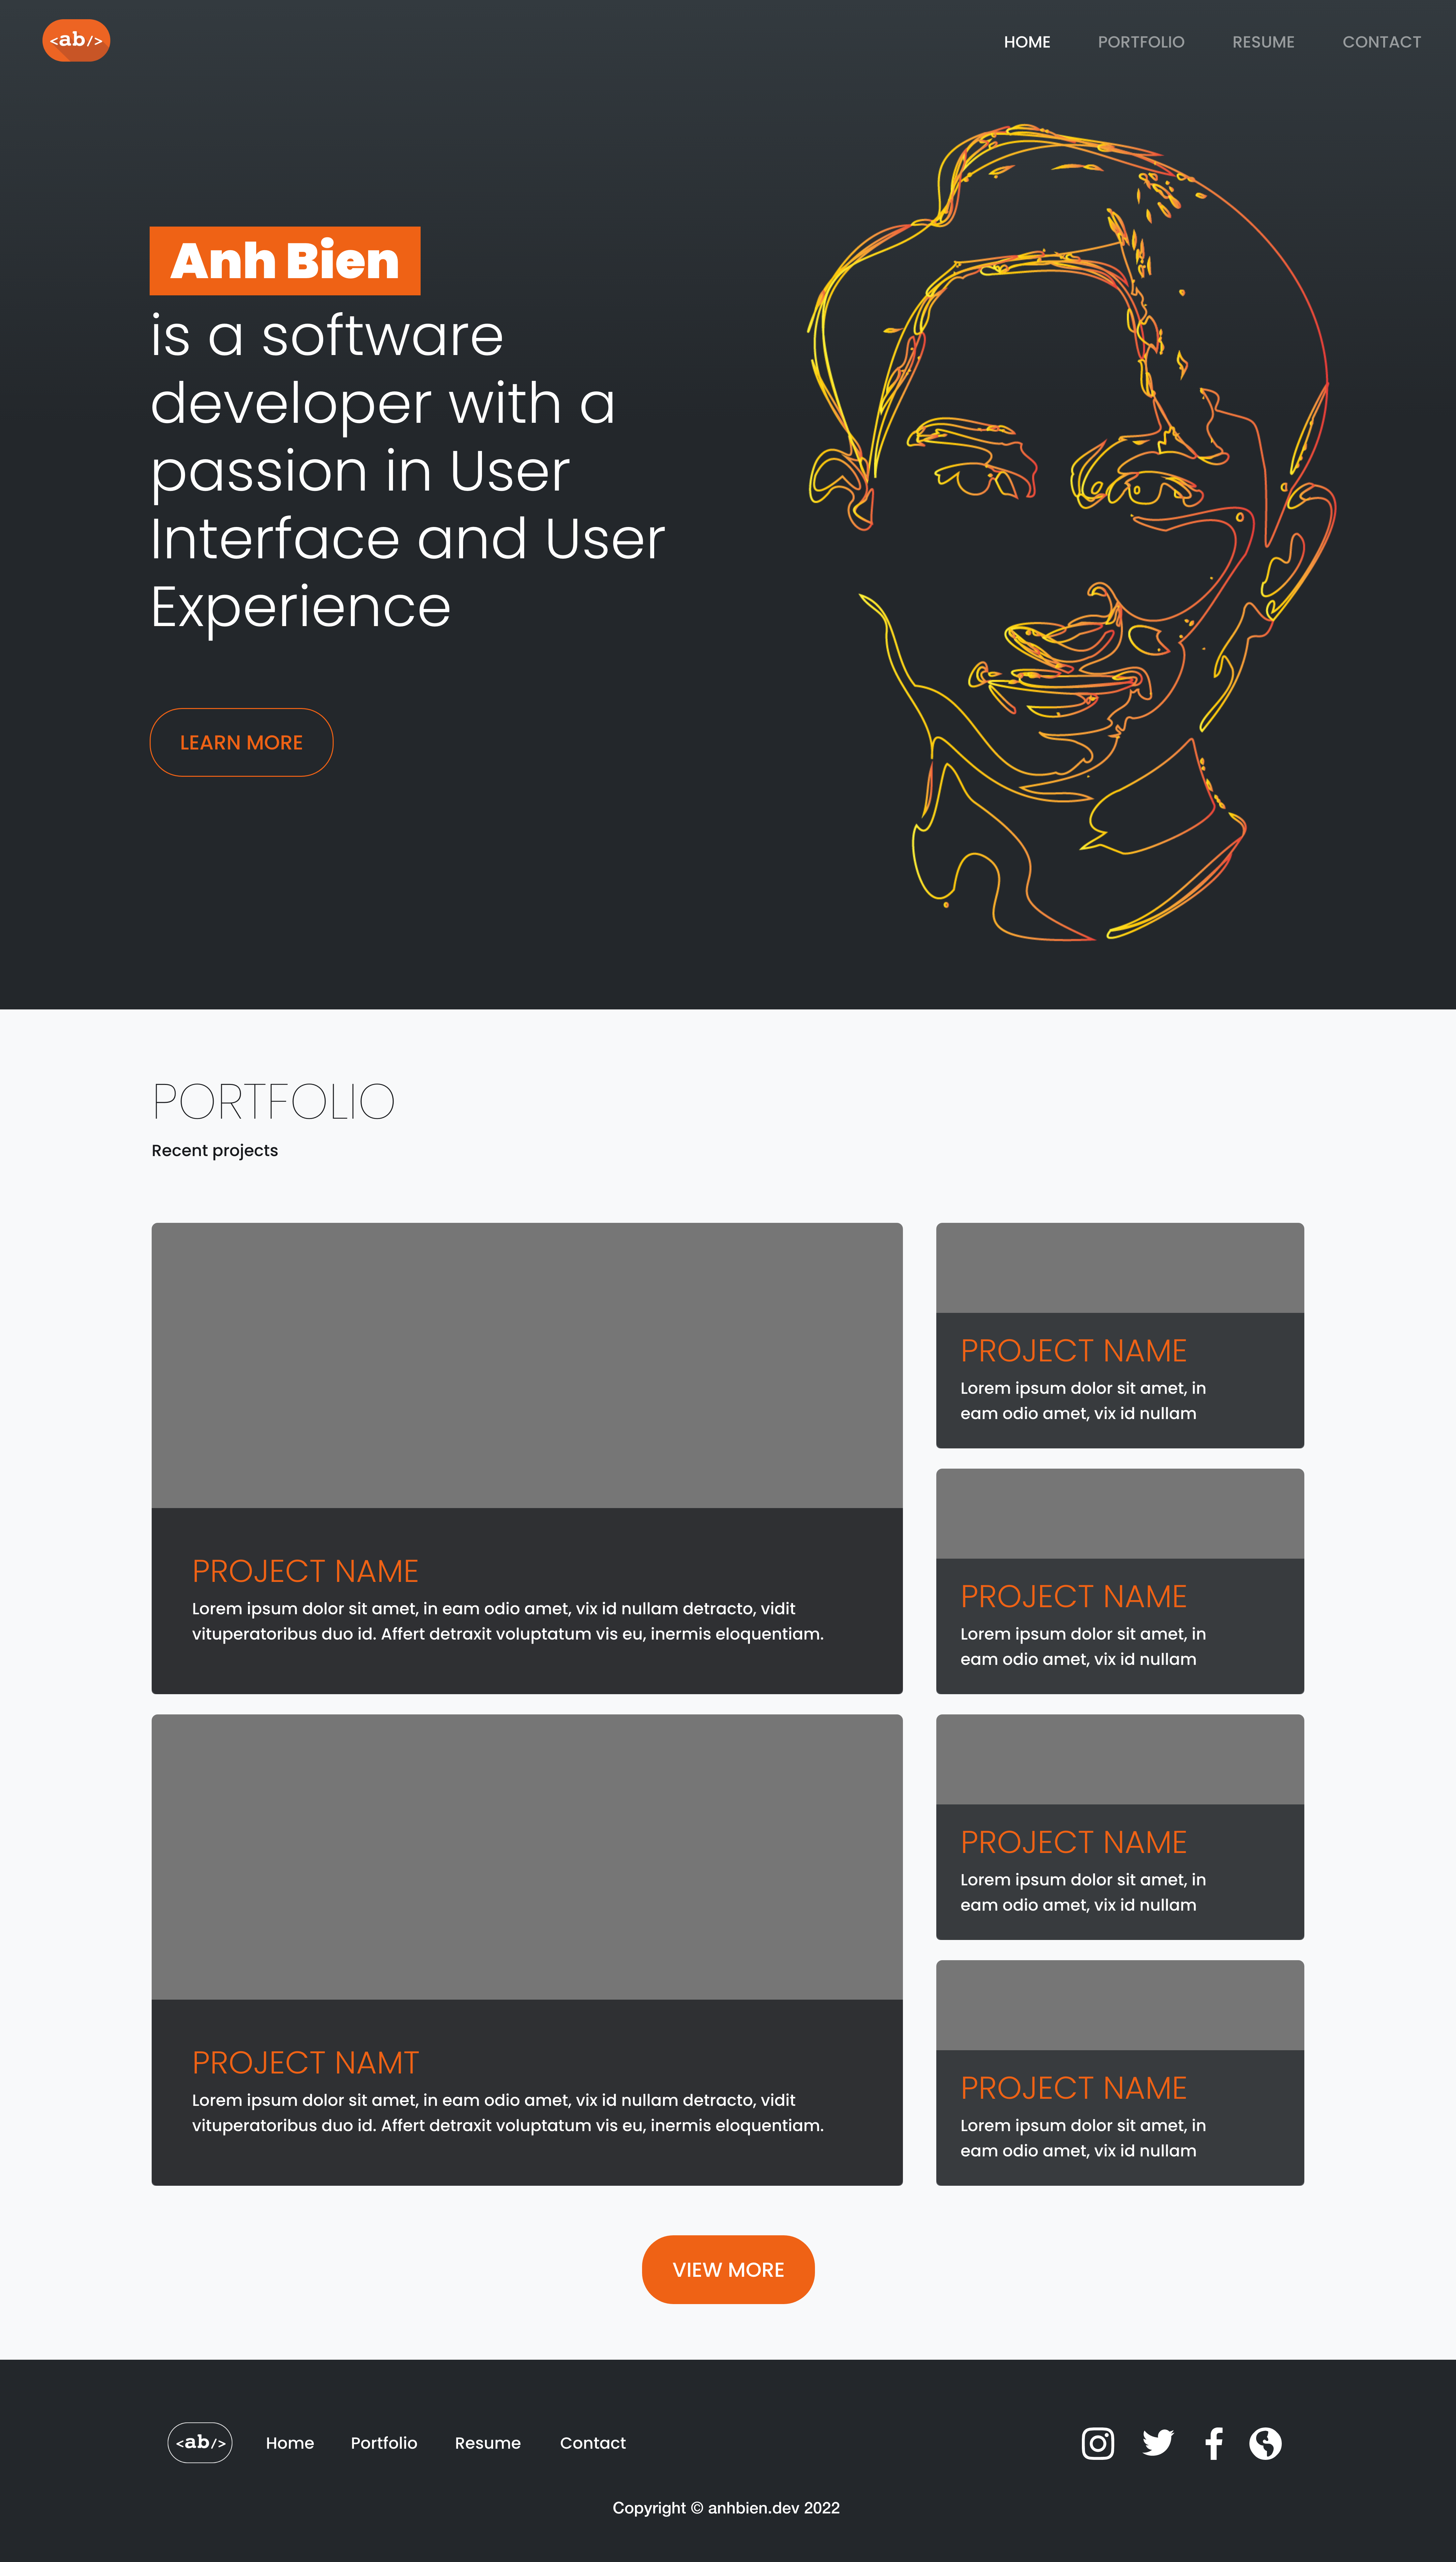 <ab/>
HOME PORTFOLIO RESUME CONTACT
Anh Bien
is a software
developer with a
passion in User
Interface and User
Experience
LEARN MORE
PORTFOLIO
Recent projects
PROJECT NAME
Lorem ipsum dolor sit amet, in eam odio amet, vix id nullam detracto, vidit
vituperatoribus duo id. Affert detraxit voluptatum vis eu, inermis eloquentiam.
PROJECT NAME
Lorem ipsum dolor sit amet, in
eam odio amet, vix id nullam
PROJECT NAME
Lorem ipsum dolor sit amet, in
eam odio amet, vix id nullam
PROJECT NAMT
Lorem ipsum dolor sit amet, in eam odio amet, vix id nullam detracto, vidit
vituperatoribus duo id. Affert detraxit voluptatum vis eu, inermis eloquentiam.
PROJECT NAME
Lorem ipsum dolor sit amet, in
eam odio amet, vix id nullam
PROJECT NAME
Lorem ipsum dolor sit amet, in
eam odio amet, vix id nullam
VIEW MORE
<ab/> Home Portfolio Resume Contact
Copyright © anhbien.dev 2022